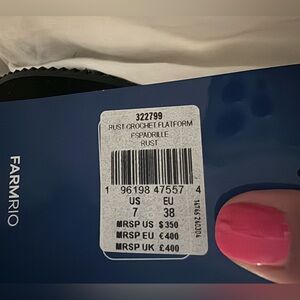 322799
RUST CROCHET FLATFORM
ESPADRILLE
RUST
1 96198 47557 4
US EU
7 38
MRSP US $350
MRSP EU €400
MRSP UK £400
FARMRIO